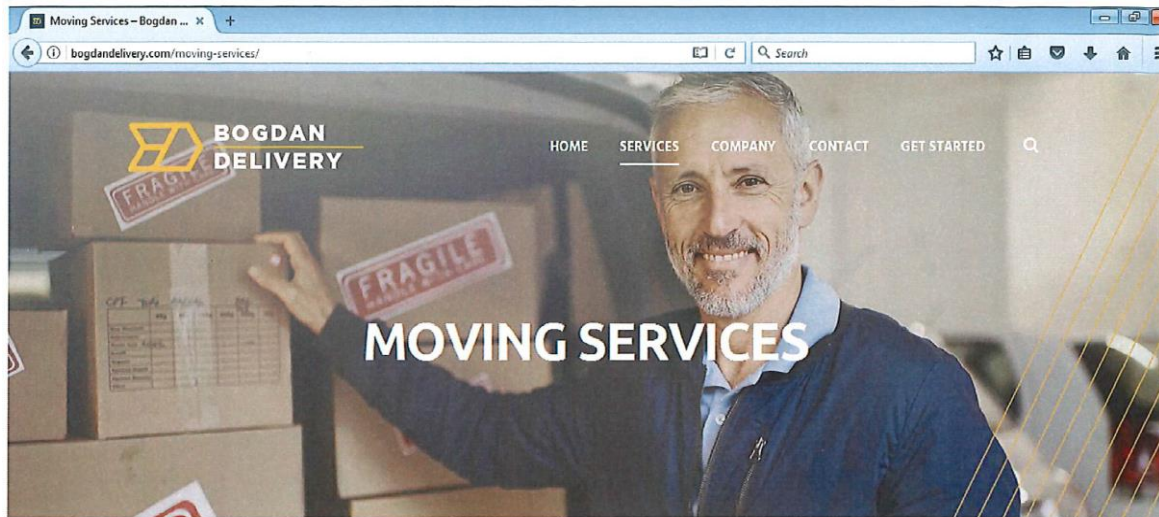 Moving Services – Bogdan ...
bogdandelivery.com/moving-services/
Search
BOGDAN
DELIVERY
HOME SERVICES COMPANY CONTACT GET STARTED
FRAGILE
FRAGILE
MOVING SERVICES